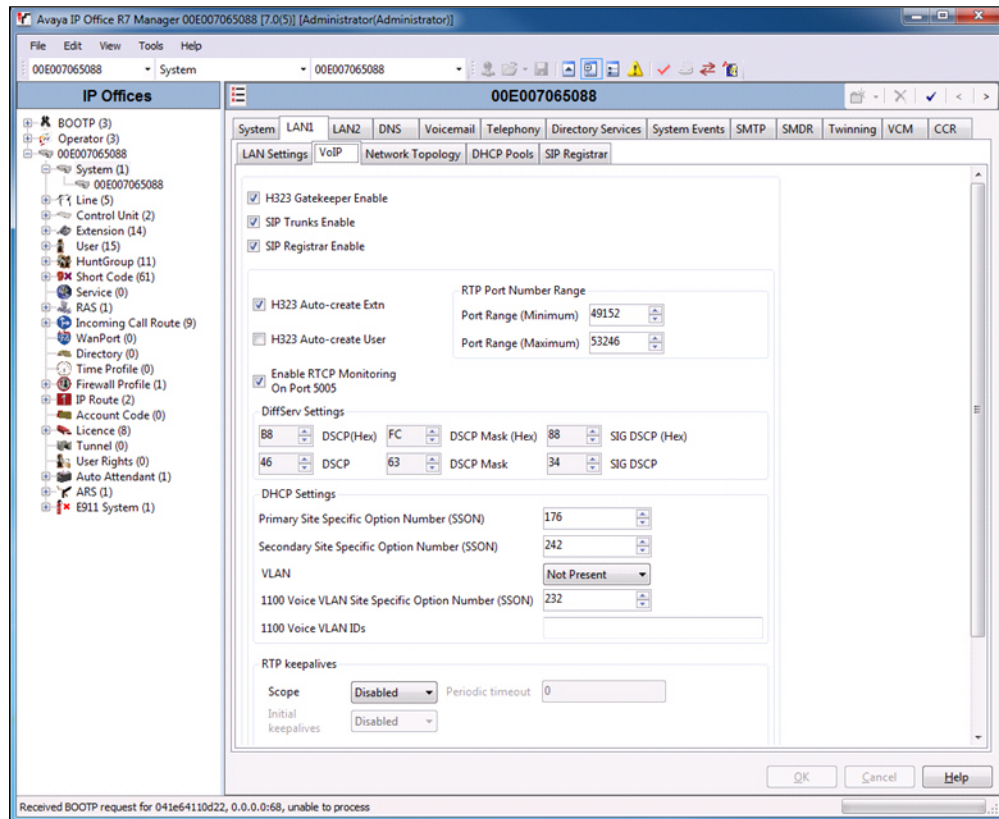 Avaya IP Office R7 Manager 00E007065088 [7.0(5)] [Administrator(Administrator)]
File Edit View Tools Help
00E007065088 System 00E007065088
IP Offices
00E007065088
BOOTP (3)
Operator (3)
00E007065088
System (1)
00E007065088
Line (5)
Control Unit (2)
Extension (14)
User (15)
HuntGroup (11)
Short Code (61)
Service (0)
RAS (1)
Incoming Call Route (9)
WanPort (0)
Directory (0)
Time Profile (0)
Firewall Profile (1)
IP Route (2)
Account Code (0)
Licence (8)
Tunnel (0)
User Rights (0)
Auto Attendant (1)
ARS (1)
E911 System (1)
System LAN1 LAN2 DNS Voicemail Telephony Directory Services System Events SMTP SMDR Twinning VCM CCR
LAN Settings VoIP Network Topology DHCP Pools SIP Registrar
H323 Gatekeeper Enable
SIP Trunks Enable
SIP Registrar Enable
H323 Auto-create Extn
H323 Auto-create User
Enable RTCP Monitoring
On Port 5005
RTP Port Number Range
Port Range (Minimum) 49152
Port Range (Maximum) 53246
DiffServ Settings
B8 DSCP(Hex) FC DSCP Mask (Hex) 88 SIG DSCP (Hex)
46 DSCP 63 DSCP Mask 34 SIG DSCP
DHCP Settings
Primary Site Specific Option Number (SSON) 176
Secondary Site Specific Option Number (SSON) 242
VLAN Not Present
1100 Voice VLAN Site Specific Option Number (SSON) 232
1100 Voice VLAN IDs
RTP keepalives
Scope Disabled Periodic timeout 0
Initial
keepalives Disabled
OK Cancel Help
Received BOOTP request for 041e64110d22, 0.0.0.0:68, unable to process